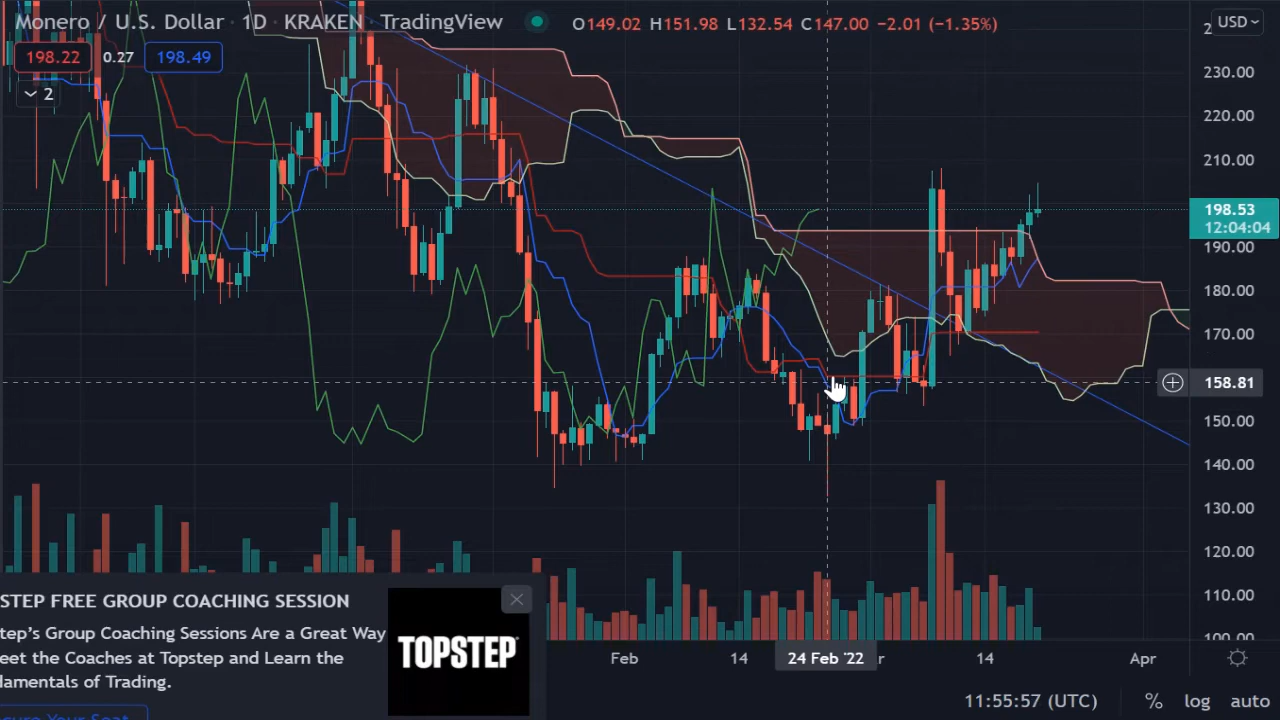 Monero / U.S. Dollar · 1D · KRAKEN · TradingView
O149.02 H151.98 L132.54 C147.00 −2.01 (−1.35%)
USD
198.22 0.27 198.49
2
230.00
220.00
210.00
198.53
12:04:04
190.00
180.00
170.00
158.81
150.00
140.00
130.00
120.00
110.00
100.00
STEP FREE GROUP COACHING SESSION
tep's Group Coaching Sessions Are a Great Way
eet the Coaches at Topstep and Learn the
damentals of Trading.
TOPSTEP
Feb 14 24 Feb '22 14 Apr
11:55:57 (UTC) % log auto